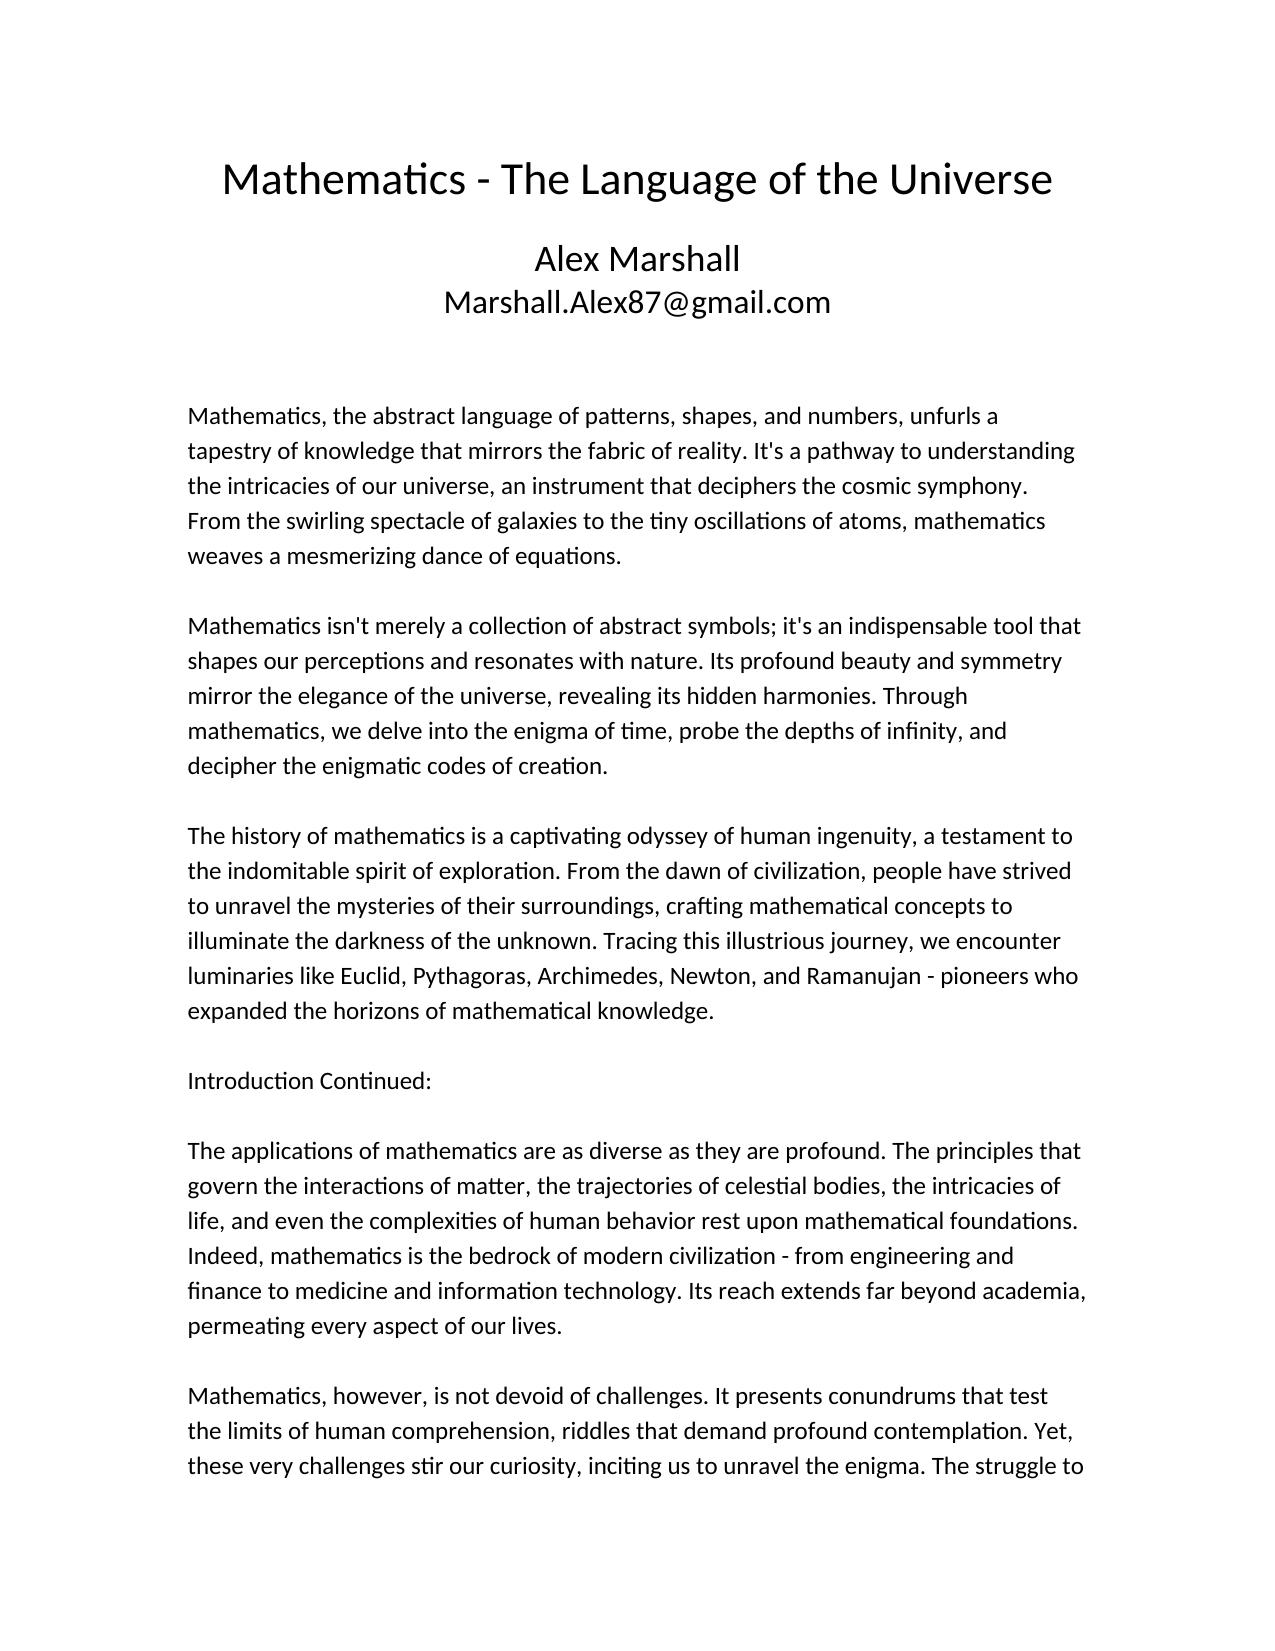 Mathematics - The Language of the Universe
Alex Marshall
Marshall.Alex87@gmail.com
Mathematics, the abstract language of patterns, shapes, and numbers, unfurls a
tapestry of knowledge that mirrors the fabric of reality. It's a pathway to understanding
the intricacies of our universe, an instrument that deciphers the cosmic symphony.
From the swirling spectacle of galaxies to the tiny oscillations of atoms, mathematics
weaves a mesmerizing dance of equations.
Mathematics isn't merely a collection of abstract symbols; it's an indispensable tool that
shapes our perceptions and resonates with nature. Its profound beauty and symmetry
mirror the elegance of the universe, revealing its hidden harmonies. Through
mathematics, we delve into the enigma of time, probe the depths of infinity, and
decipher the enigmatic codes of creation.
The history of mathematics is a captivating odyssey of human ingenuity, a testament to
the indomitable spirit of exploration. From the dawn of civilization, people have strived
to unravel the mysteries of their surroundings, crafting mathematical concepts to
illuminate the darkness of the unknown. Tracing this illustrious journey, we encounter
luminaries like Euclid, Pythagoras, Archimedes, Newton, and Ramanujan - pioneers who
expanded the horizons of mathematical knowledge.
Introduction Continued:
The applications of mathematics are as diverse as they are profound. The principles that
govern the interactions of matter, the trajectories of celestial bodies, the intricacies of
life, and even the complexities of human behavior rest upon mathematical foundations.
Indeed, mathematics is the bedrock of modern civilization - from engineering and
finance to medicine and information technology. Its reach extends far beyond academia,
permeating every aspect of our lives.
Mathematics, however, is not devoid of challenges. It presents conundrums that test
the limits of human comprehension, riddles that demand profound contemplation. Yet,
these very challenges stir our curiosity, inciting us to unravel the enigma. The struggle to